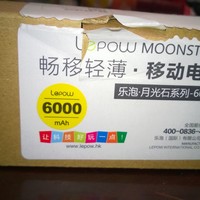 Lepow MOONST
畅移轻薄·移动电
乐泡·月光石系列-6
Lepow
6000
mAh
让科技好玩一点!
www.lepow.hk
400-0836-